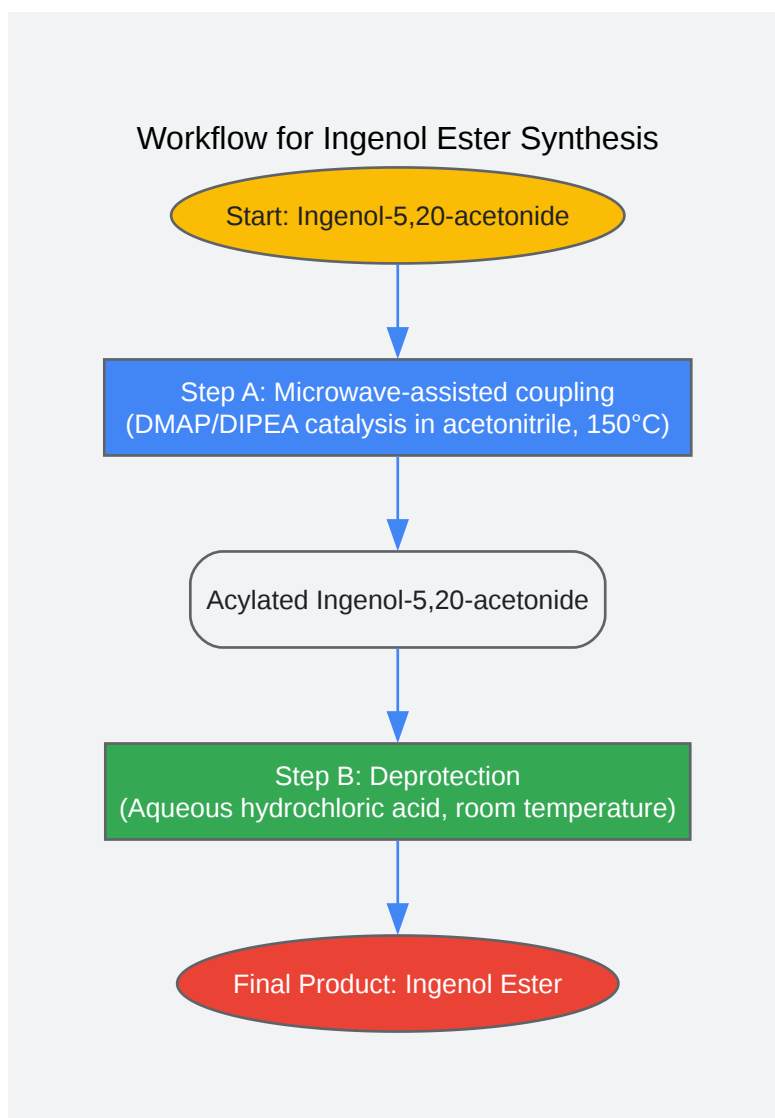 Workflow for Ingenol Ester Synthesis
Start: Ingenol-5,20-acetonide
Step A: Microwave-assisted coupling
(DMAP/DIPEA catalysis in acetonitrile, 150°C)
Acylated Ingenol-5,20-acetonide
Step B: Deprotection
(Aqueous hydrochloric acid, room temperature)
Final Product: Ingenol Ester